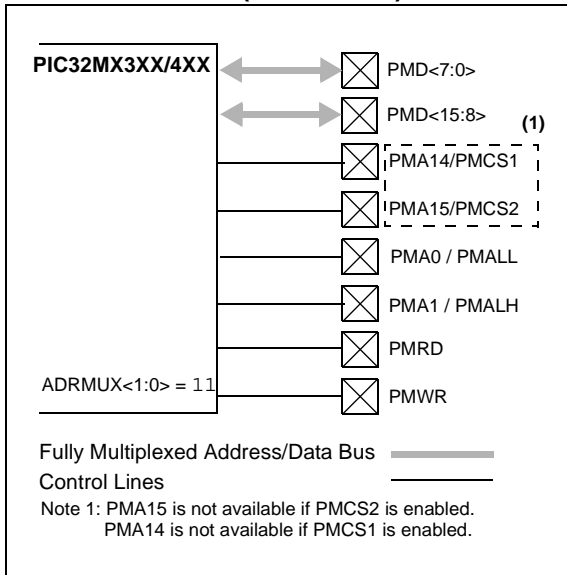 PIC32MX3XX/4XX
PMD<7:0>
PMD<15:8>
(1)
PMA14/PMCS1
PMA15/PMCS2
PMA0 / PMALL
PMA1 / PMALH
PMRD
ADRMUX<1:0> = 11
PMWR
Fully Multiplexed Address/Data Bus
Control Lines
Note 1: PMA15 is not available if PMCS2 is enabled.
PMA14 is not available if PMCS1 is enabled.